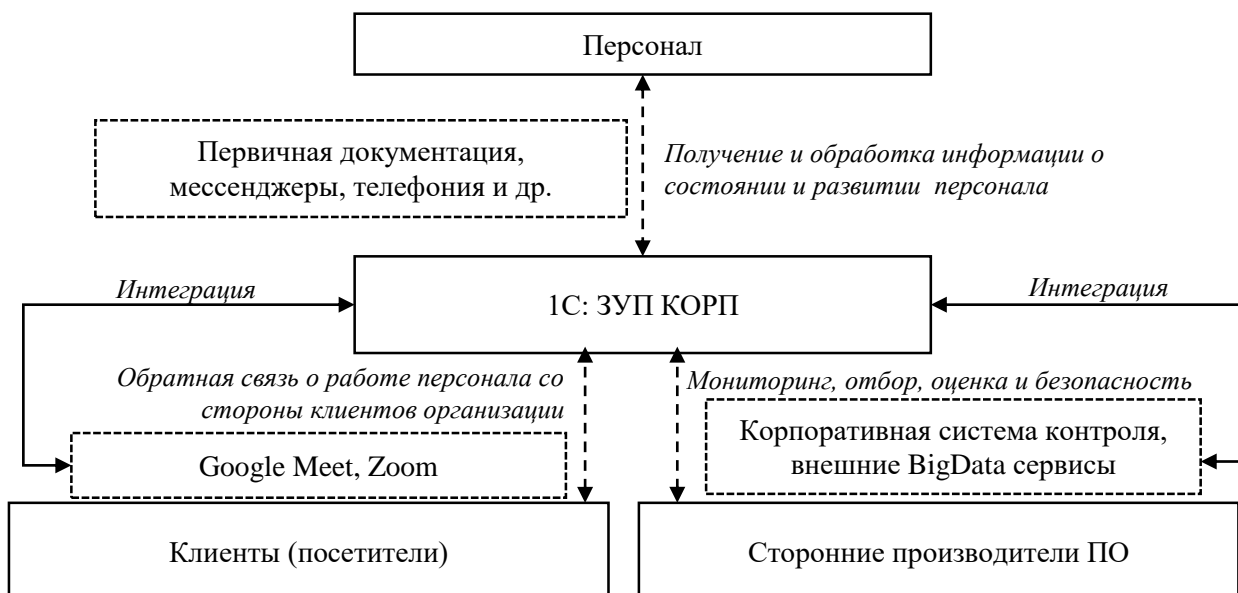 Персонал
Первичная документация,
мессенджеры, телефония и др.
Получение и обработка информации о
состоянии и развитии персонала
Интеграция
1С: ЗУП КОРП
Интеграция
Обратная связь о работе персонала со
стороны клиентов организации
Мониторинг, отбор, оценка и безопасность
Google Meet, Zoom
Корпоративная система контроля,
внешние BigData сервисы
Клиенты (посетители)
Сторонние производители ПО